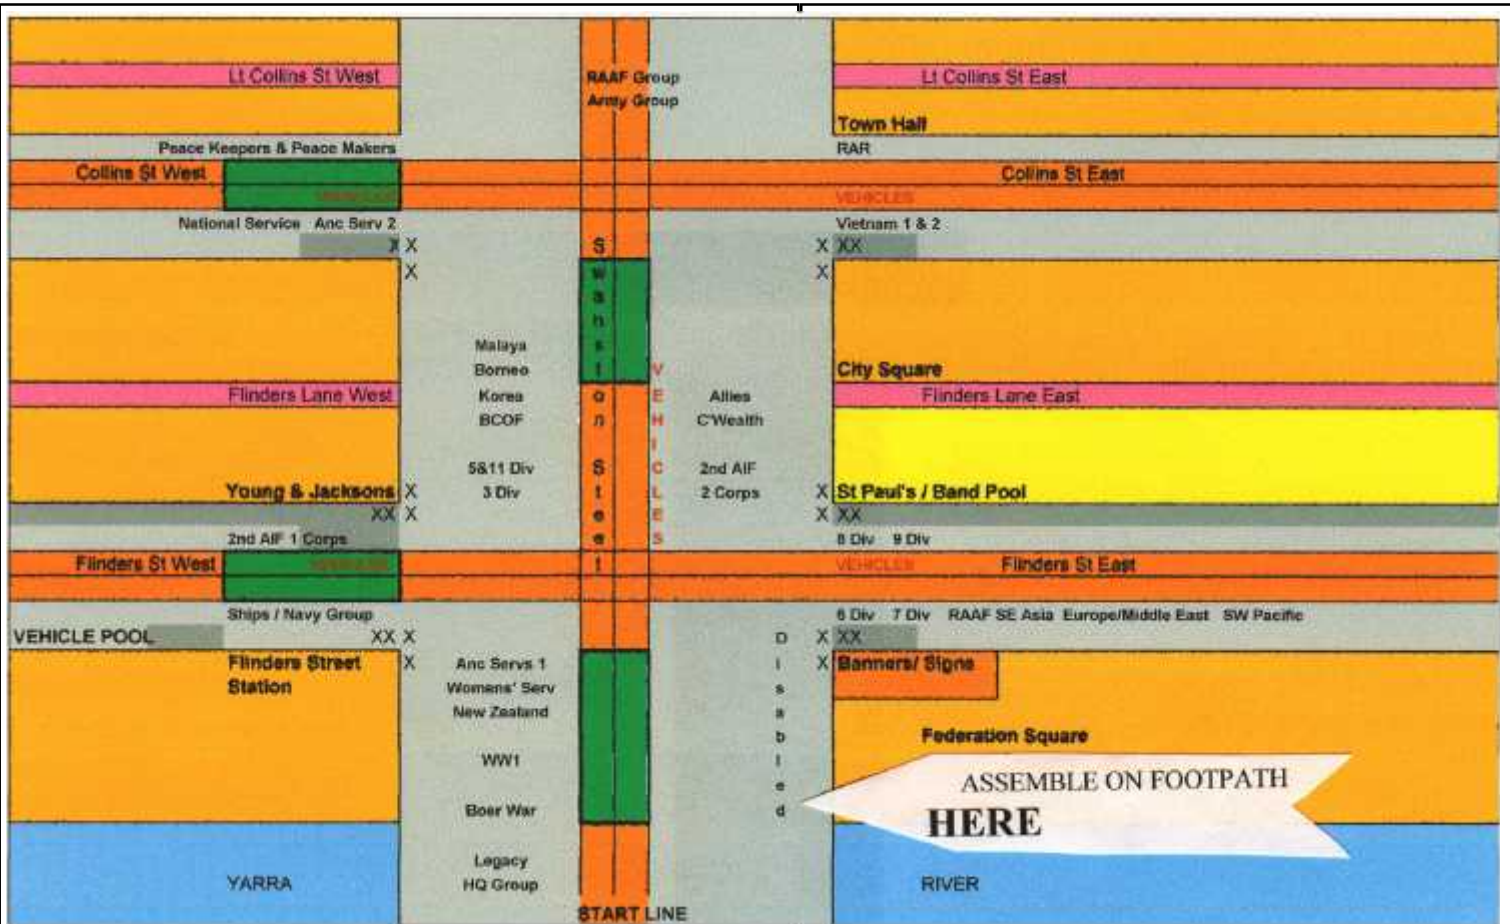 Lt Collins St West
RAAF Group
Lt Collins St East
Army Group
Town Hall
Peace Keepers & Peace Makers
RAR
Collins St West
Collins St East
VEHICLES
VEHICLES
National Service Anc Serv 2
Vietnam 1 & 2
X X
X XX
X
X
Swanston Street
Malaya
Borneo
City Square
VEHICLES
Flinders Lane West
Korea
Allies
Flinders Lane East
BCOF
C'Wealth
5&11 Div
2nd AIF
Young & Jacksons X
3 Div
2 Corps
X St Paul's / Band Pool
XX X
X XX
2nd AIF 1 Corps
8 Div 9 Div
Flinders St West
VEHICLES
VEHICLES
Flinders St East
Ships / Navy Group
6 Div 7 Div RAAF SE Asia Europe/Middle East SW Pacific
VEHICLE POOL
XX X
Disabled
X XX
Flinders Street
Station
X
Anc Servs 1
X Banners/ Signs
Womens' Serv
New Zealand
Federation Square
WW1
ASSEMBLE ON FOOTPATH
HERE
Boer War
Legacy
HQ Group
YARRA
RIVER
START LINE